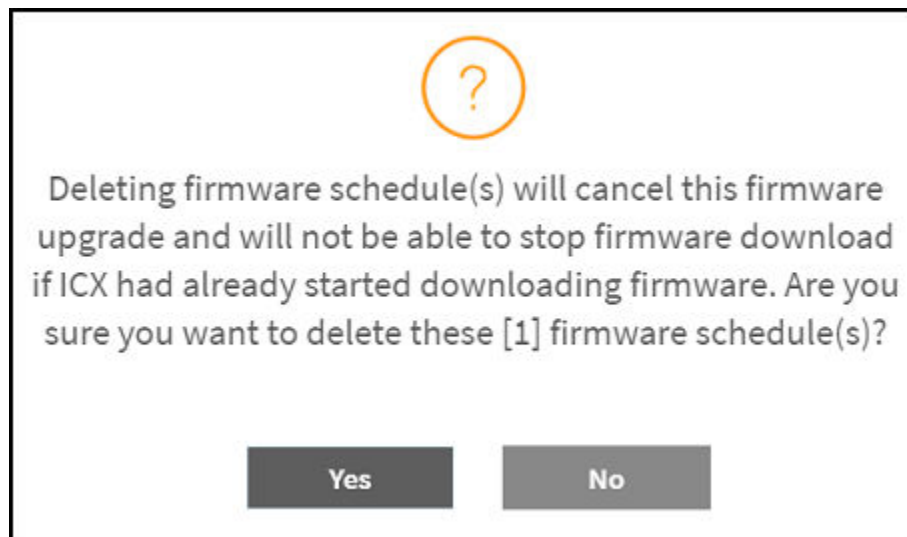 ?
Deleting firmware schedule(s) will cancel this firmware
upgrade and will not be able to stop firmware download
if ICX had already started downloading firmware. Are you
sure you want to delete these [1] firmware schedule(s)?
Yes
No